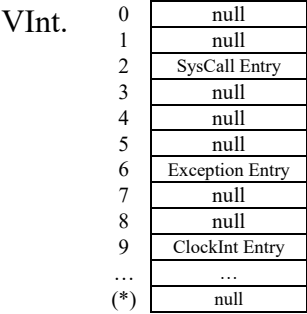 VInt.
0 null
1 null
2 SysCall Entry
3 null
4 null
5 null
6 Exception Entry
7 null
8 null
9 ClockInt Entry
… …
(*) null